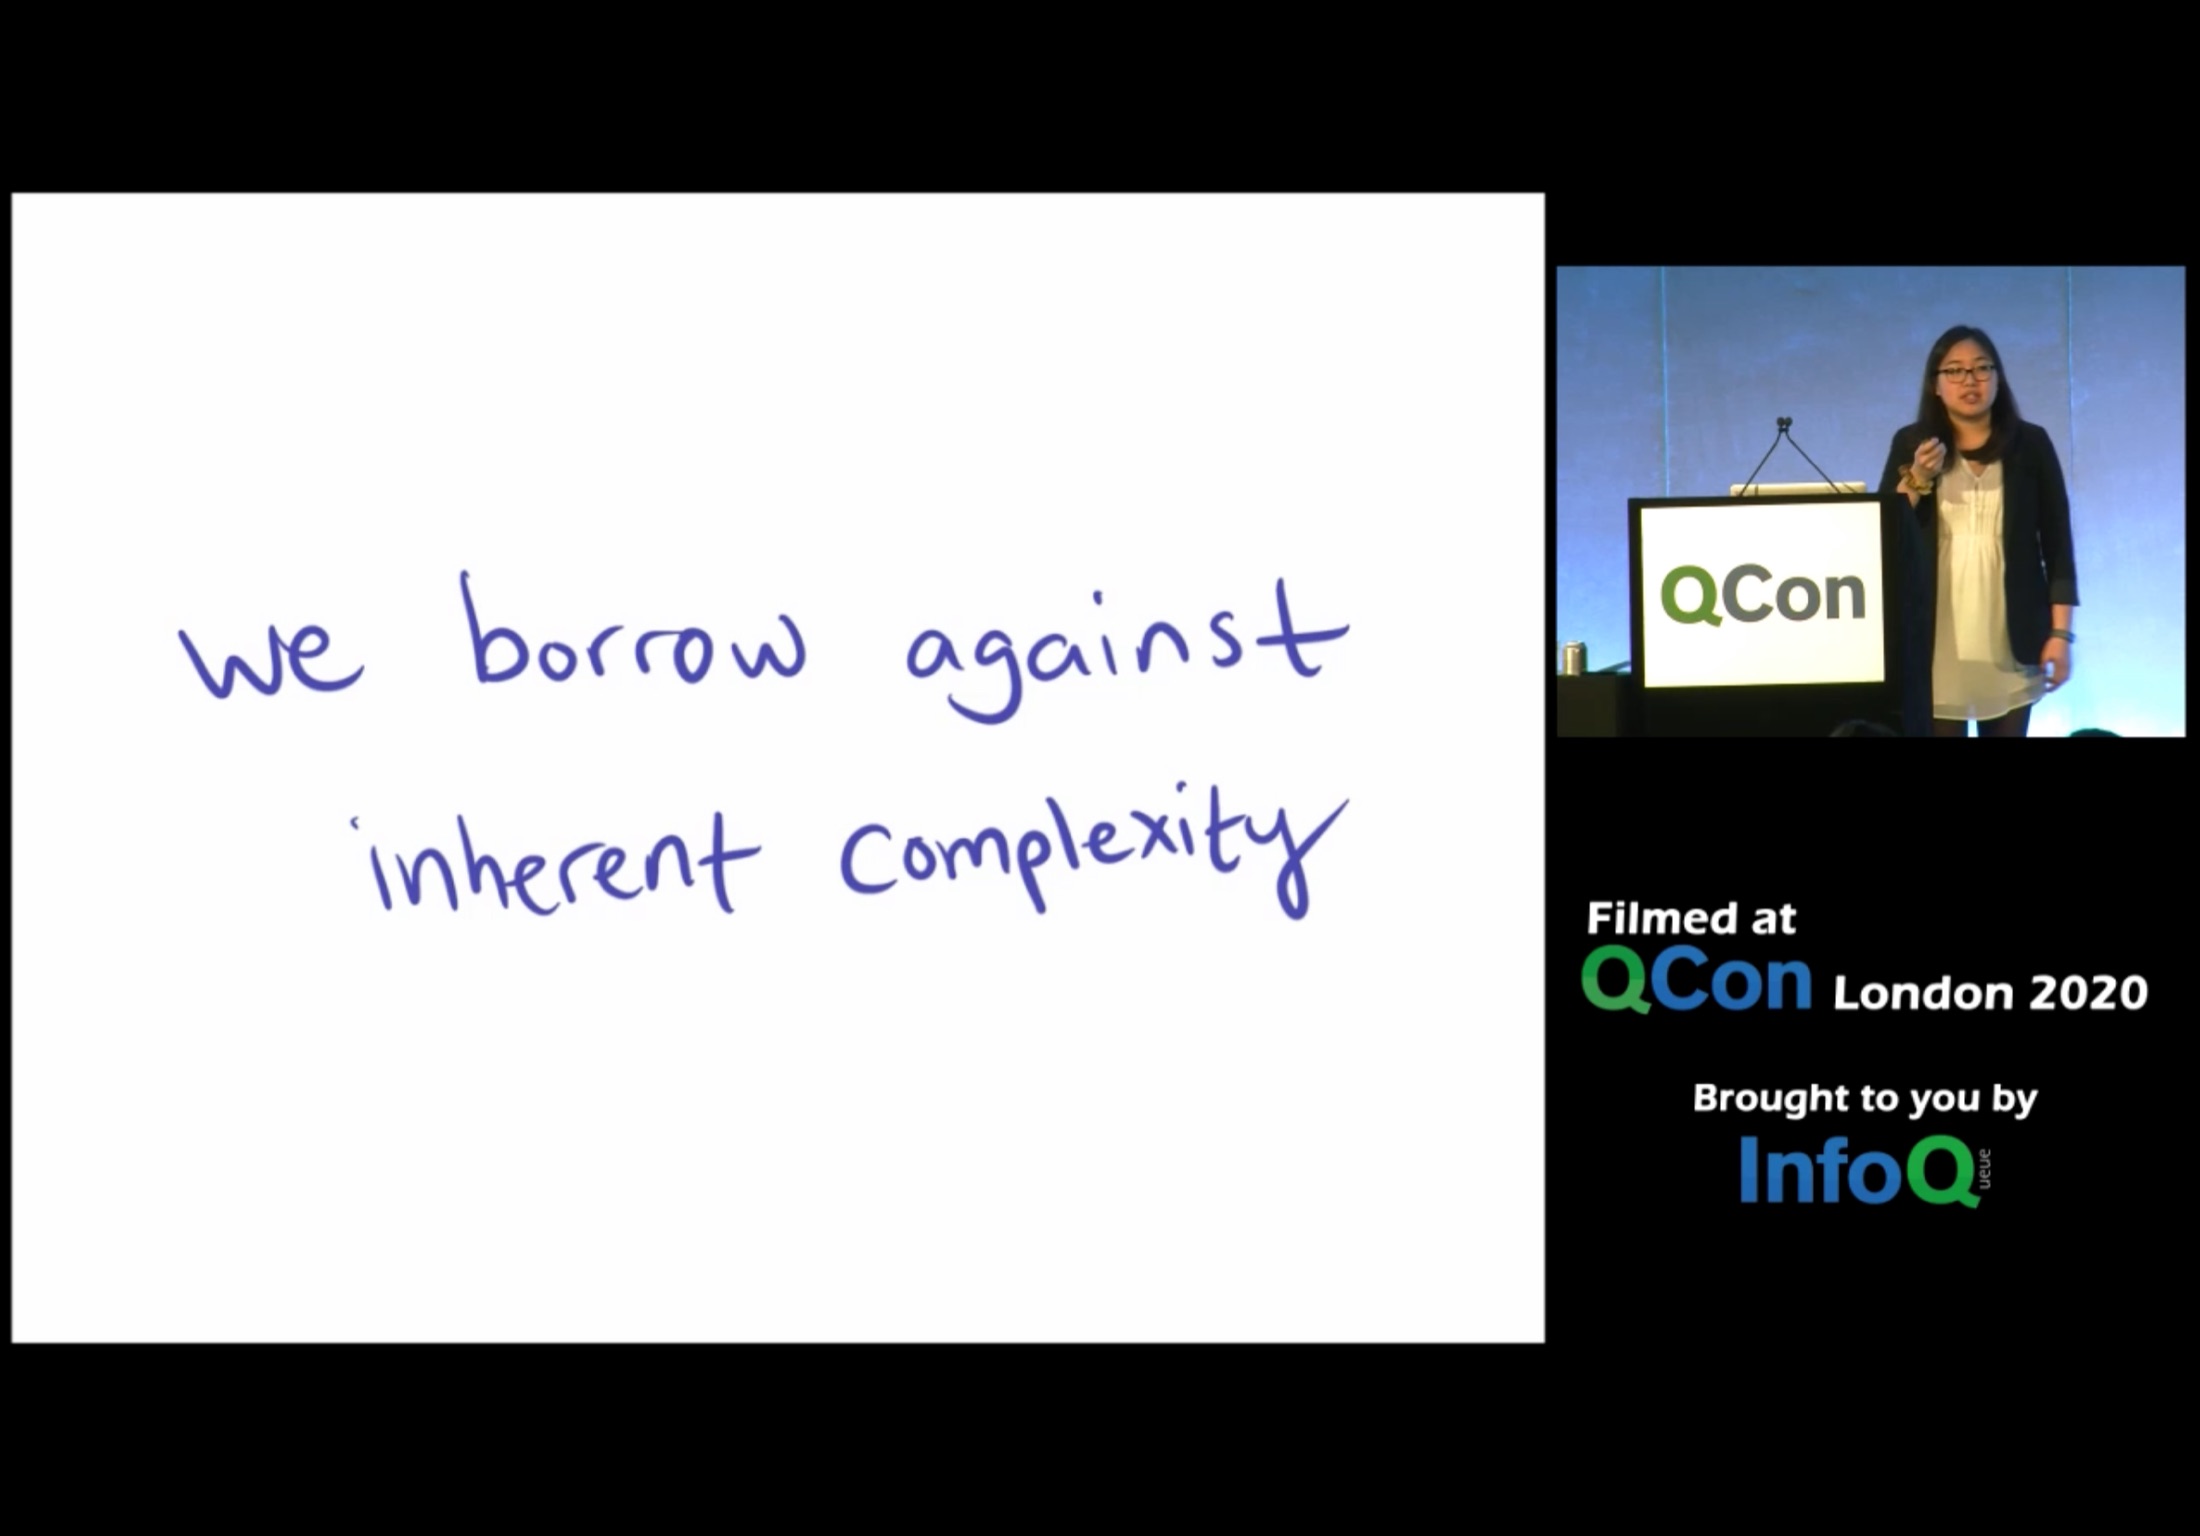 we borrow against
inherent complexity
QCon
Filmed at
QCon London 2020
Brought to you by
InfoQ
ueue